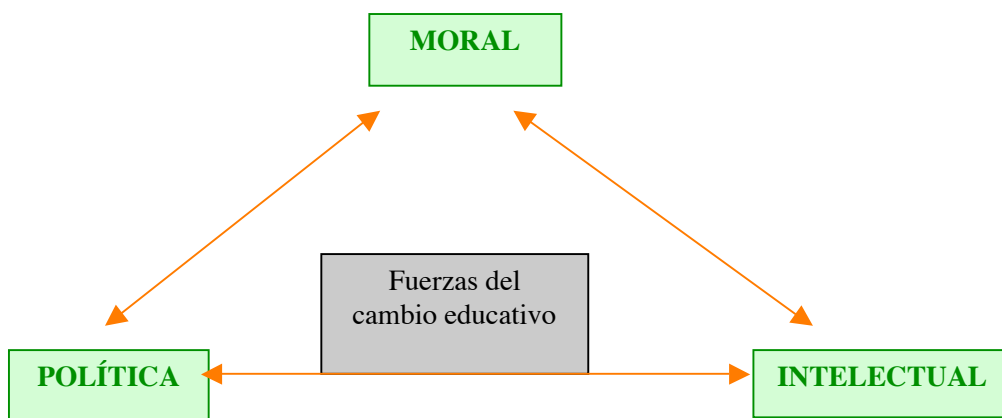 MORAL
Fuerzas del
cambio educativo
POLÍTICA
INTELECTUAL